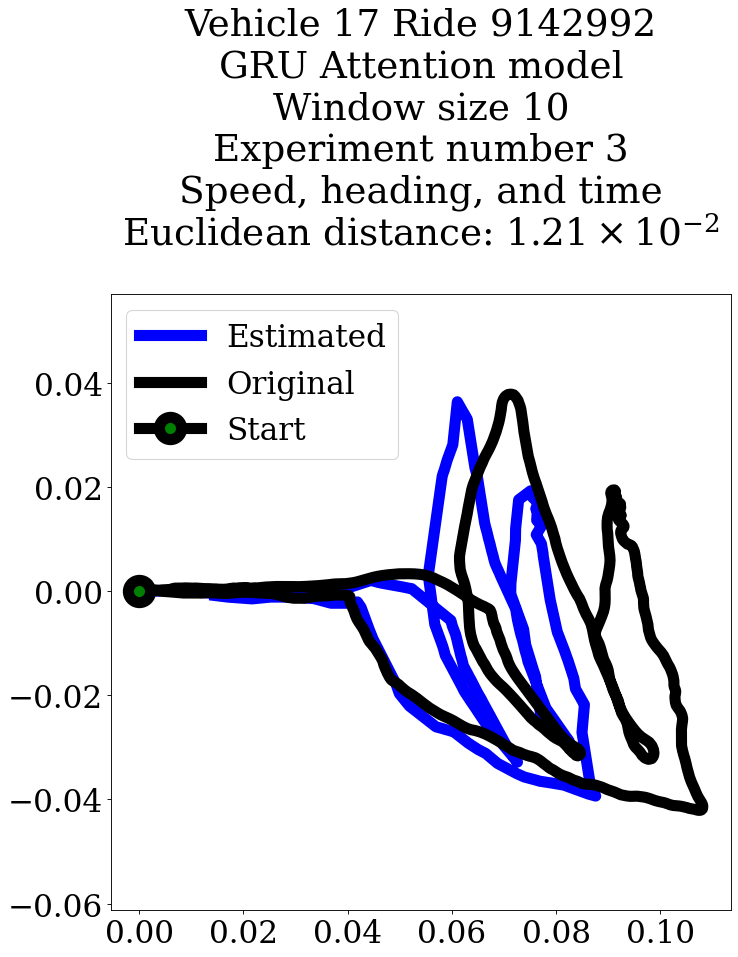 Vehicle 17 Ride 9142992
GRU Attention model
Window size 10
Experiment number 3
Speed, heading, and time
Euclidean distance: 1.21 × 10⁻²
Estimated
Original
Start
0.04
0.02
0.00
−0.02
−0.04
−0.06
0.00 0.02 0.04 0.06 0.08 0.10